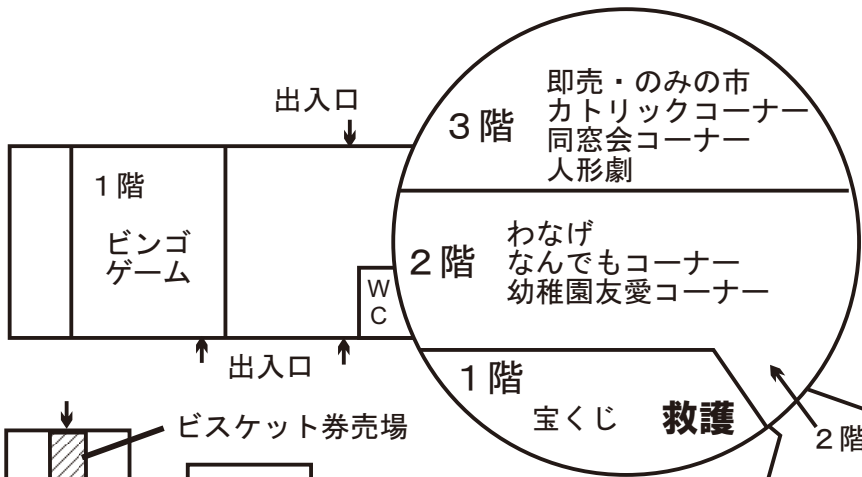 出入口
３階
即売・のみの市
カトリックコーナー
同窓会コーナー
人形劇
１階
ビンゴ
ゲーム
２階
わなげ
なんでもコーナー
幼稚園友愛コーナー
W
C
出入口
１階
宝くじ
救護
ビスケット券売場
２階